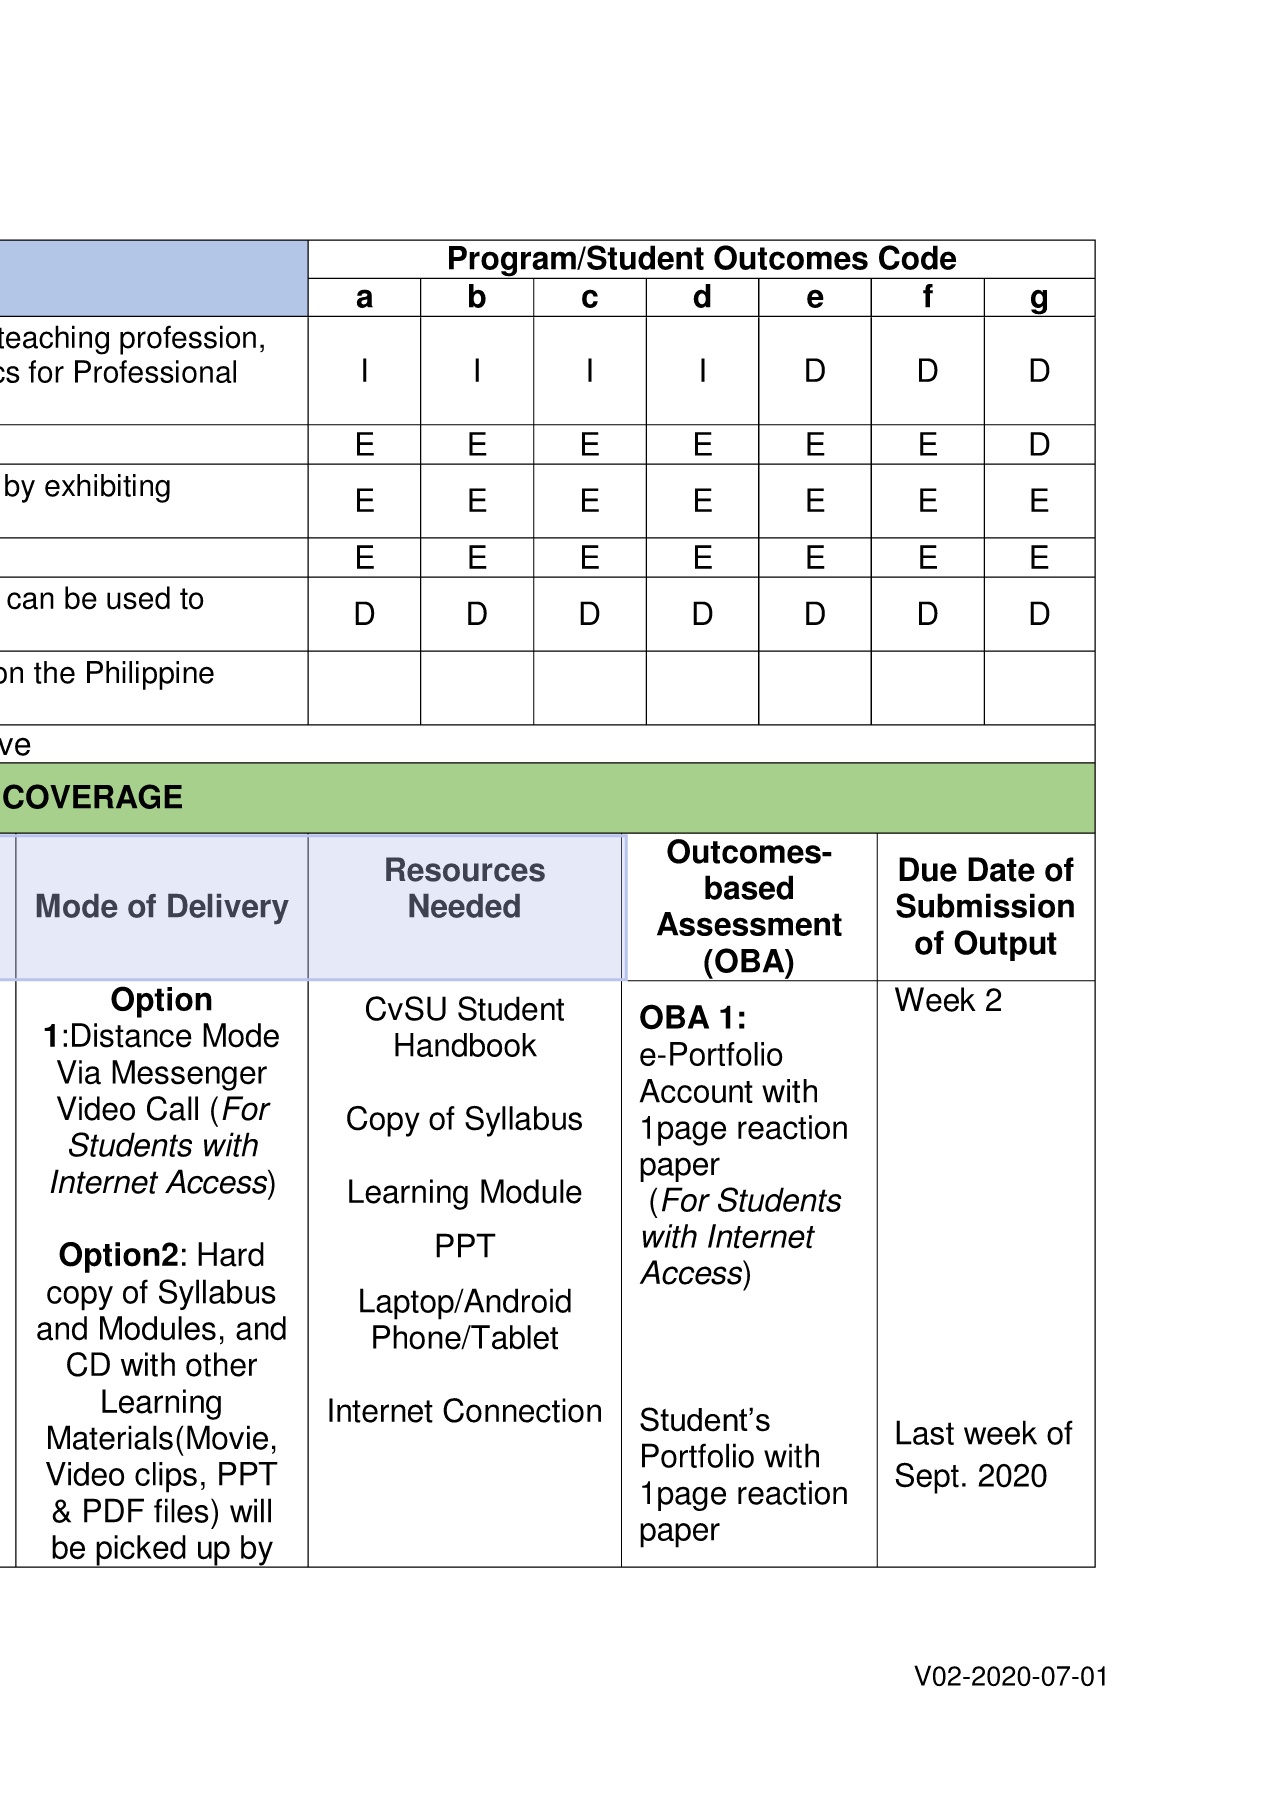 Program/Student Outcomes Code
a b c d e f g
teaching profession,
cs for Professional
I I I I D D D
E E E E E E D
by exhibiting
E E E E E E E
E E E E E E E
can be used to
D D D D D D D
on the Philippine
ve
COVERAGE
Mode of Delivery
Resources
Needed
Outcomes-
based
Assessment
(OBA)
Due Date of
Submission
of Output
Option
1:Distance Mode
Via Messenger
Video Call (For
Students with
Internet Access)
Option2: Hard
copy of Syllabus
and Modules, and
CD with other
Learning
Materials(Movie,
Video clips, PPT
& PDF files) will
be picked up by
CvSU Student
Handbook
Copy of Syllabus
Learning Module
PPT
Laptop/Android
Phone/Tablet
Internet Connection
OBA 1:
e-Portfolio
Account with
1page reaction
paper
(For Students
with Internet
Access)
Student’s
Portfolio with
1page reaction
paper
Week 2
Last week of
Sept. 2020
V02-2020-07-01